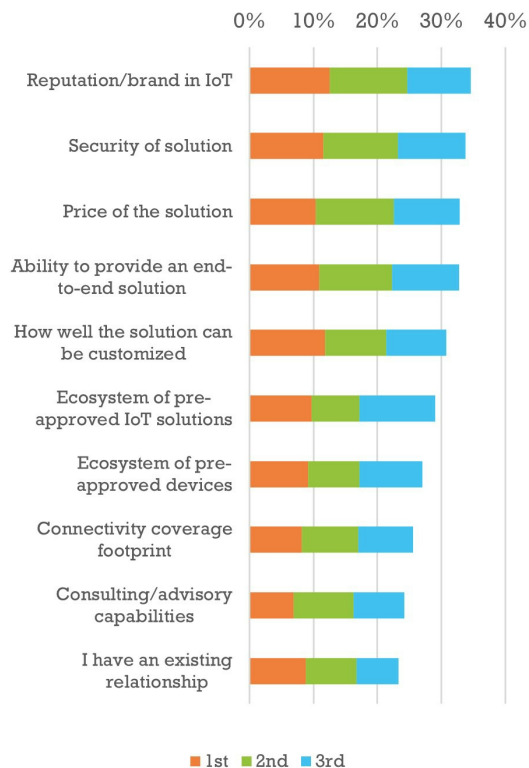 0% 10% 20% 30% 40%
Reputation/brand in IoT
Security of solution
Price of the solution
Ability to provide an end-
to-end solution
How well the solution can
be customized
Ecosystem of pre-
approved IoT solutions
Ecosystem of pre-
approved devices
Connectivity coverage
footprint
Consulting/advisory
capabilities
I have an existing
relationship
1st 2nd 3rd